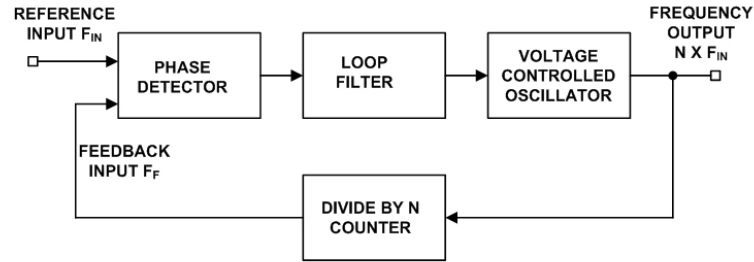 REFERENCE
INPUT FIN
PHASE
DETECTOR
LOOP
FILTER
VOLTAGE
CONTROLLED
OSCILLATOR
FREQUENCY
OUTPUT
N X FIN
FEEDBACK
INPUT FF
DIVIDE BY N
COUNTER